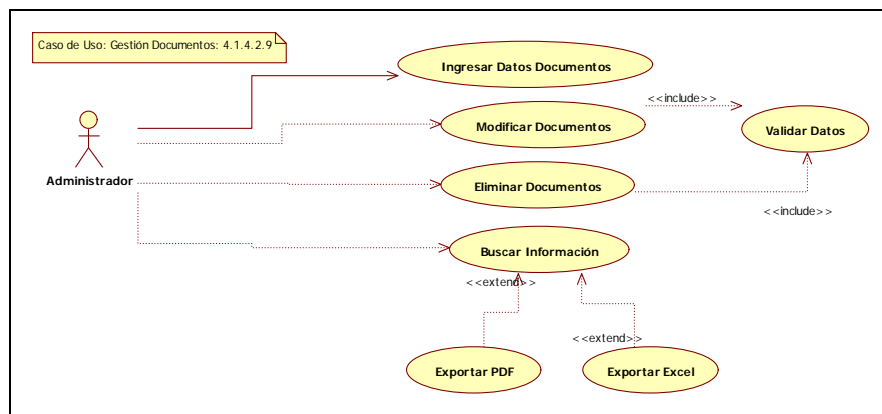 Caso de Uso: Gestión Documentos: 4.1.4.2.9
Ingresar Datos Documentos
<<include>>
Modificar Documentos
Validar Datos
Administrador
Eliminar Documentos
<<include>>
Buscar Información
<<extend>>
<<extend>>
Exportar PDF
Exportar Excel